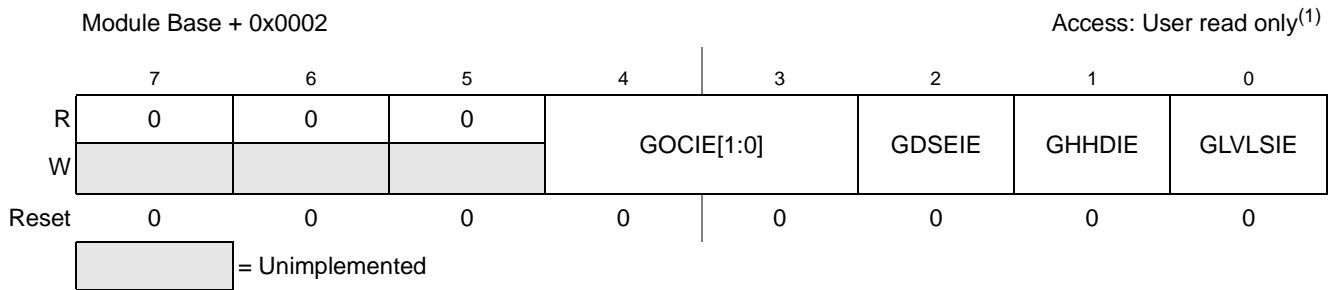 Module Base + 0x0002 Access: User read only(1)
7 6 5 4 3 2 1 0
R 0 0 0 GOCIE[1:0] GDSEIE GHHDIE GLVLSIE
W
Reset 0 0 0 0 0 0 0 0
= Unimplemented